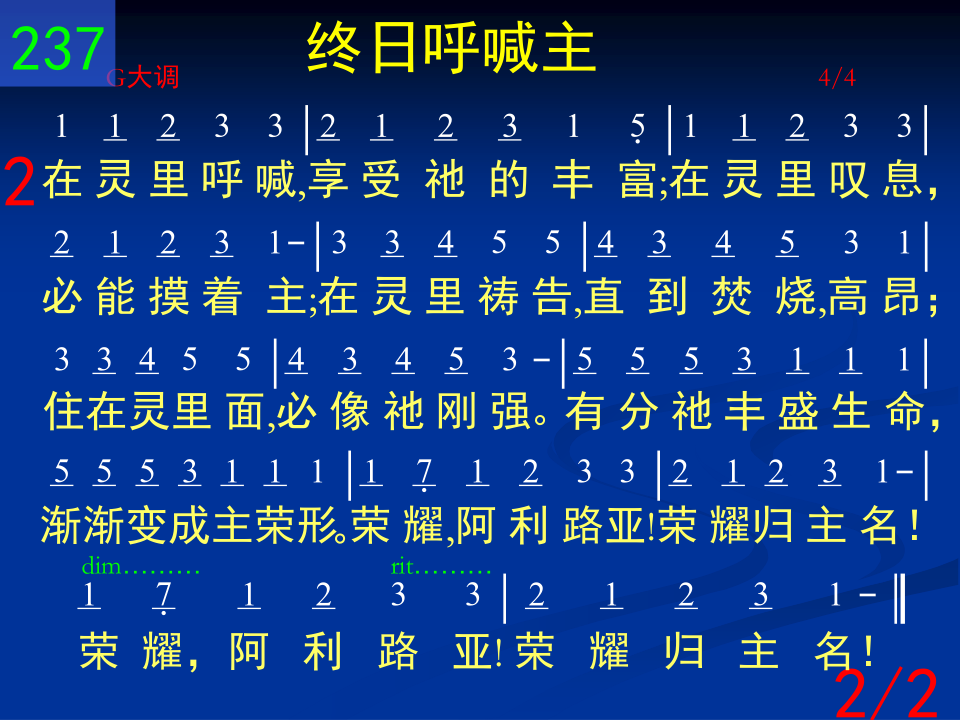 237
终日呼喊主
G大调 4/4
1 1 2 3 3 | 2 1 2 3 1 5̣ | 1 1 2 3 3 |
2 在灵里呼喊,享受祂的丰富;在灵里叹息,
2 1 2 3 1- | 3 3 4 5 5 | 4 3 4 5 3 1 |
必能摸着主;在灵里祷告,直到焚烧,高昂;
3 3 4 5 5 | 4 3 4 5 3 - | 5 5 5 3 1 1 1 |
住在灵里面,必像祂刚强。有分祂丰盛生命,
5 5 5 3 1 1 1 | 1 7̣ 1 2 3 3 | 2 1 2 3 1- |
渐渐变成主荣形。荣耀,阿利路亚!荣耀归主名!
dim……… rit………
1 7̣ 1 2 3 3 | 2 1 2 3 1 - ‖
荣耀,阿利路亚!荣耀归主名!
2/2